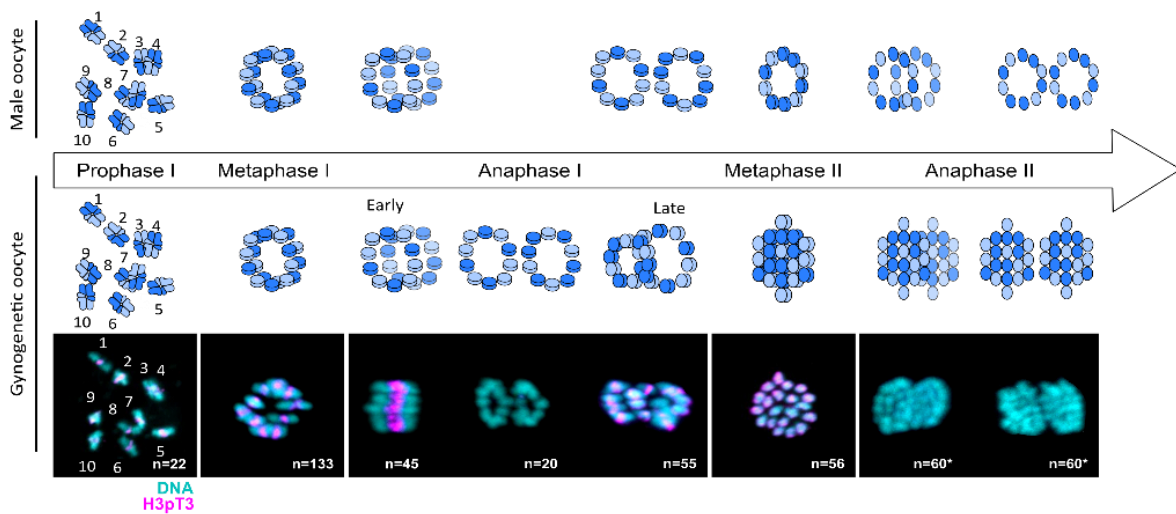 Male oocyte
1
2
3 4
9
7
8
5
10
6
Prophase I
Metaphase I
Anaphase I
Metaphase II
Anaphase II
Gynogenetic oocyte
Early
Late
1
2
3 4
9
7
8
5
10
6
1
2
3 4
9
7
8
5
10
6
n=22
n=133
n=45
n=20
n=55
n=56
n=60*
n=60*
DNA
H3pT3